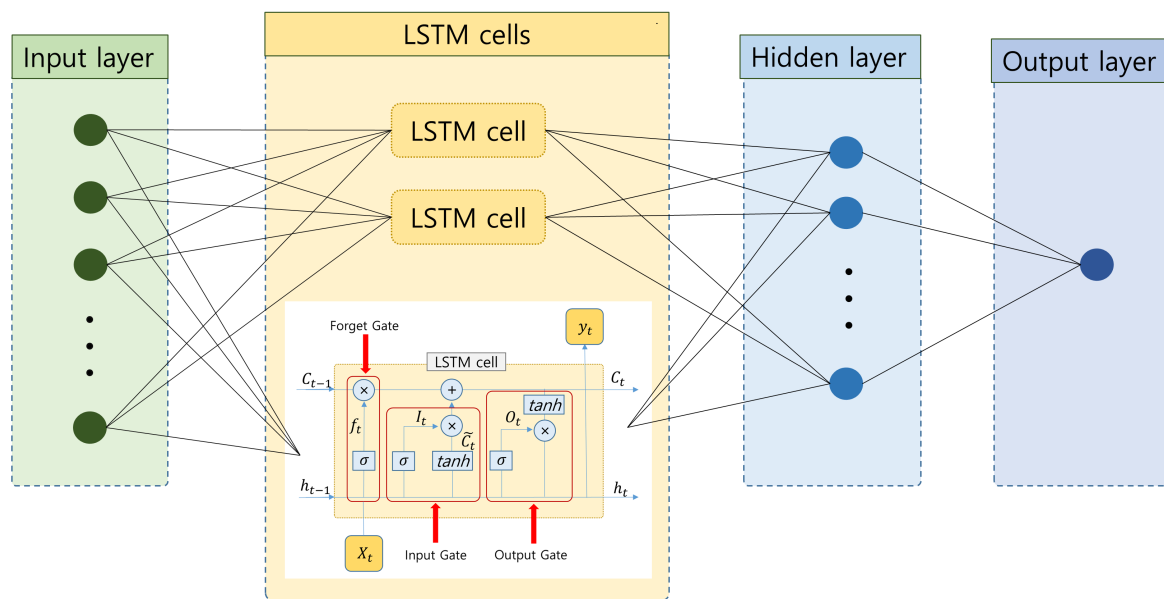 Input layer
LSTM cells
Hidden layer
Output layer
LSTM cell
LSTM cell
Forget Gate
y_t
LSTM cell
C_{t-1}
×
+
C_t
tanh
f_t
I_t
×
C̃_t
O_t
×
σ
σ
tanh
σ
h_{t-1}
h_t
X_t
Input Gate
Output Gate